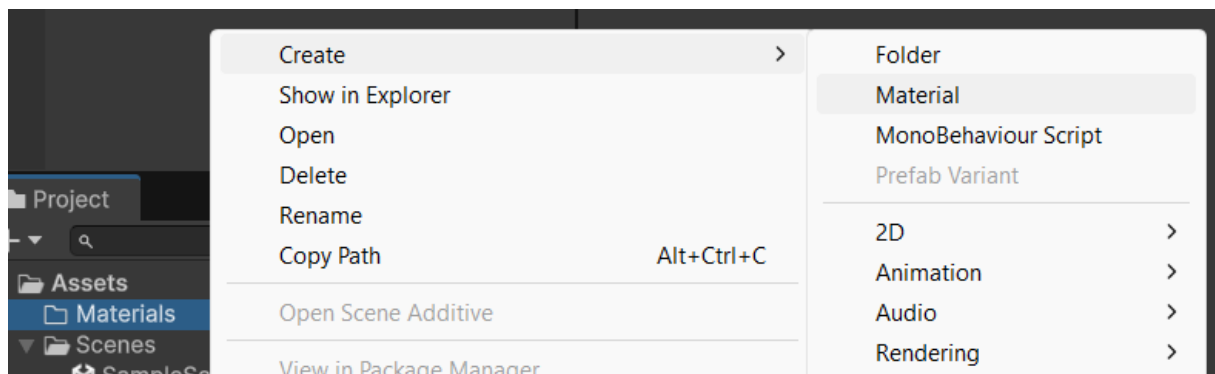 Create
Show in Explorer
Open
Delete
Rename
Copy Path Alt+Ctrl+C
Open Scene Additive
View in Package Manager
Folder
Material
MonoBehaviour Script
Prefab Variant
2D
Animation
Audio
Rendering
Project
Assets
Materials
Scenes